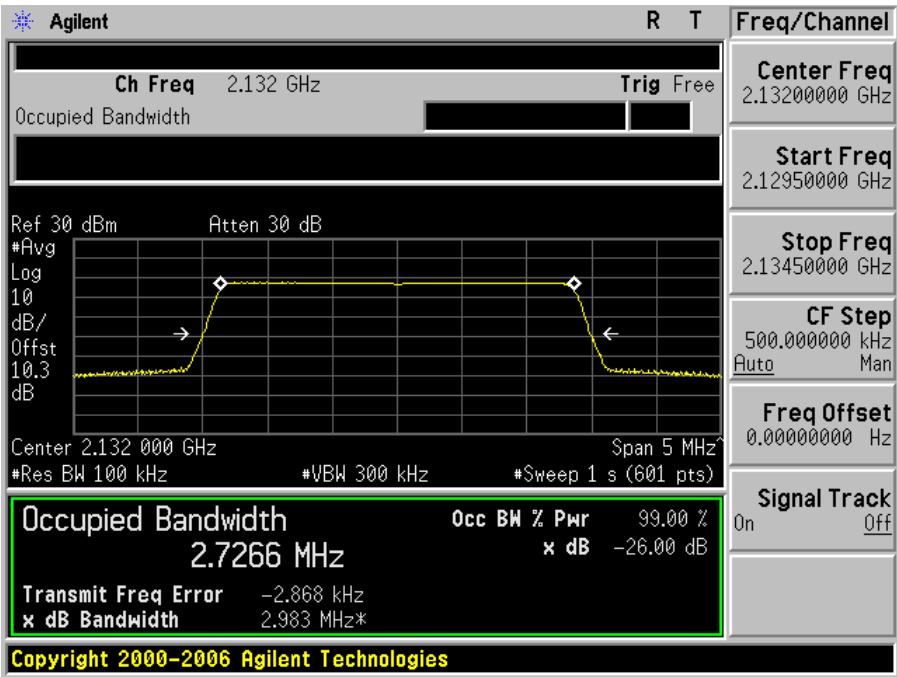 Agilent R T
Freq/Channel
Ch Freq 2.132 GHz Trig Free
Occupied Bandwidth
Center Freq
2.13200000 GHz
Start Freq
2.12950000 GHz
Stop Freq
2.13450000 GHz
CF Step
500.000000 kHz
Auto Man
Freq Offset
0.00000000 Hz
Signal Track
On Off
Ref 30 dBm Atten 30 dB
#Avg
Log
10
dB/
Offst
10.3
dB
Center 2.132 000 GHz Span 5 MHz^
#Res BW 100 kHz #VBW 300 kHz #Sweep 1 s (601 pts)
Occupied Bandwidth Occ BW % Pwr 99.00 %
2.7266 MHz x dB -26.00 dB
Transmit Freq Error -2.868 kHz
x dB Bandwidth 2.983 MHz*
Copyright 2000-2006 Agilent Technologies